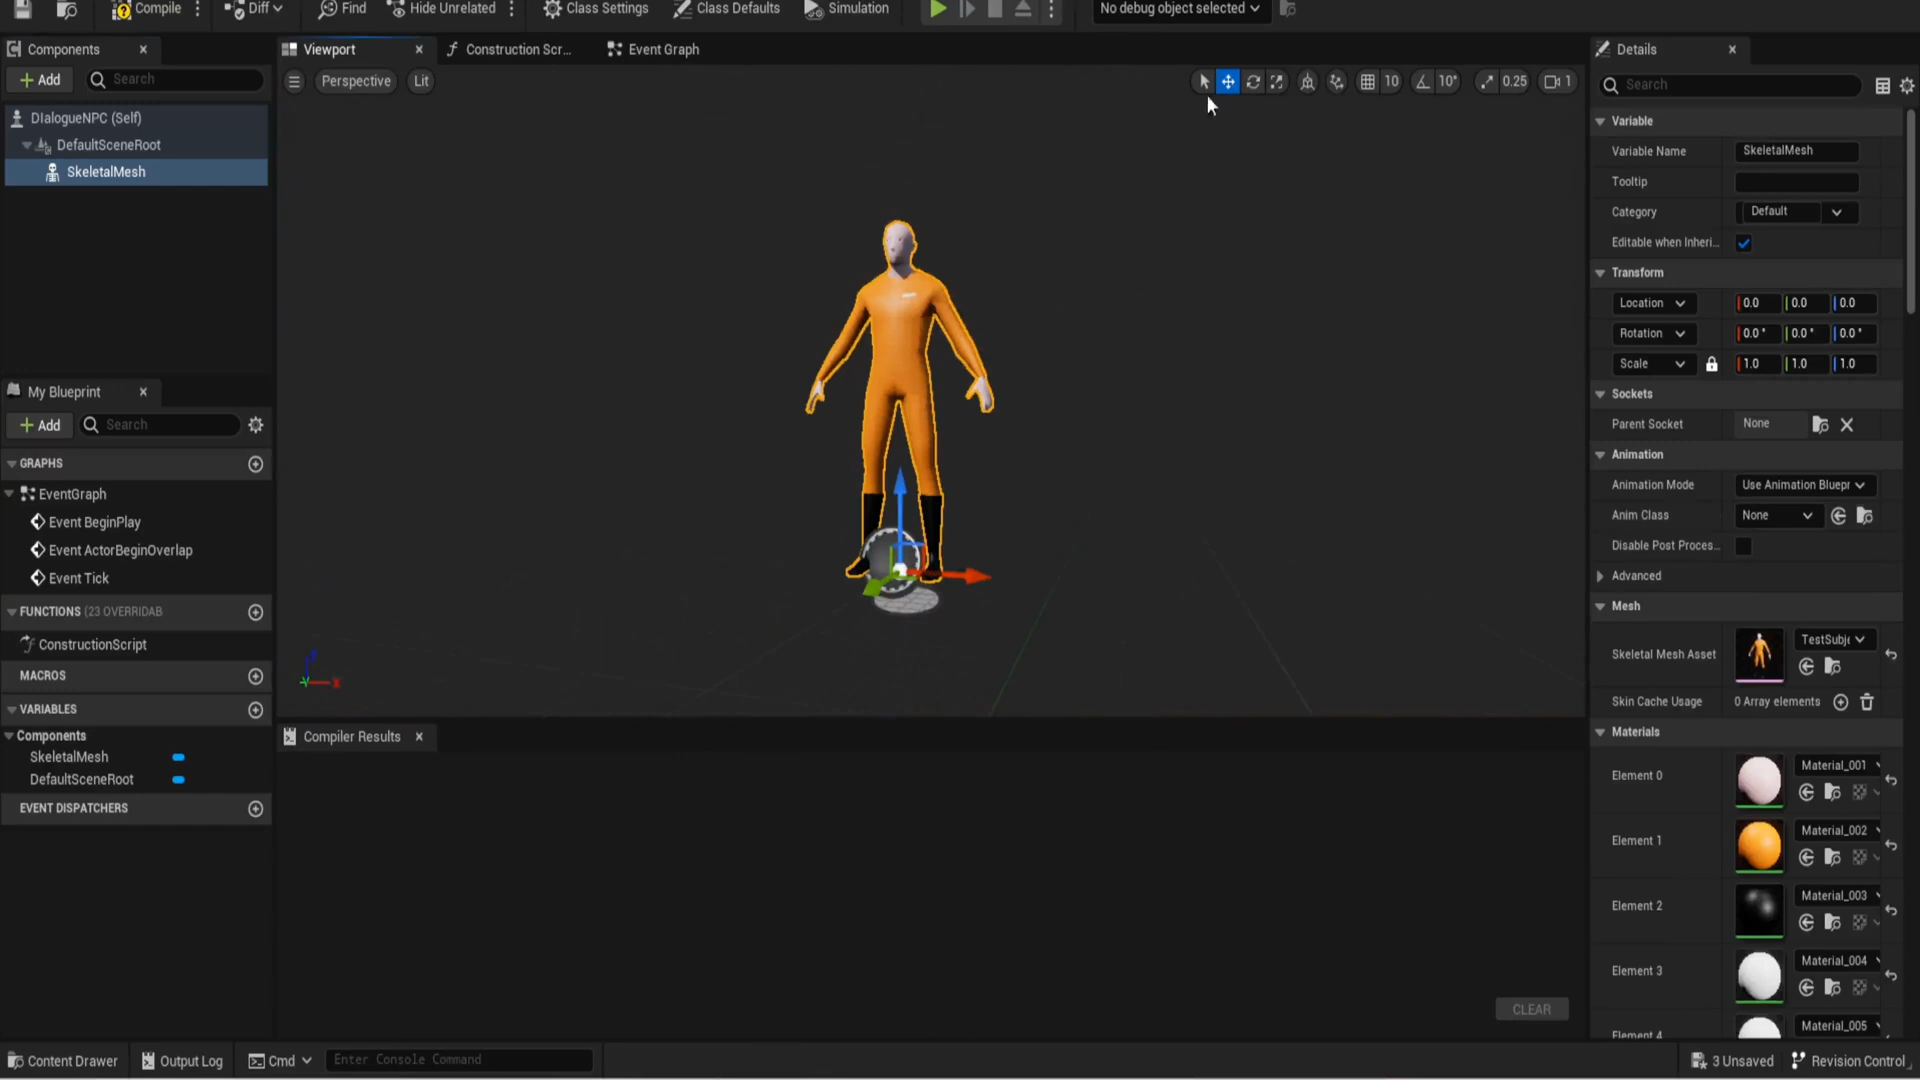 Compile
Diff
Find
Hide Unrelated
Class Settings
Class Defaults
Simulation
No debug object selected
Components
Viewport
Construction Scr...
Event Graph
Details
Add
Search
Perspective
Lit
10
10°
0.25
1
Search
DIalogueNPC (Self)
DefaultSceneRoot
SkeletalMesh
Variable
Variable Name
SkeletalMesh
Tooltip
Category
Default
Editable when Inheri...
Transform
Location
0.0
0.0
0.0
Rotation
0.0 °
0.0 °
0.0 °
Scale
1.0
1.0
1.0
Sockets
Parent Socket
None
Animation
Animation Mode
Use Animation Bluepr
Anim Class
None
Disable Post Proces...
Advanced
Mesh
Skeletal Mesh Asset
TestSubje
Skin Cache Usage
0 Array elements
Materials
Element 0
Material_001
Element 1
Material_002
Element 2
Material_003
Element 3
Material_004
Element 4
Material_005
My Blueprint
Add
Search
GRAPHS
EventGraph
Event BeginPlay
Event ActorBeginOverlap
Event Tick
FUNCTIONS (23 OVERRIDAB
ConstructionScript
MACROS
VARIABLES
Components
SkeletalMesh
DefaultSceneRoot
EVENT DISPATCHERS
Compiler Results
CLEAR
Content Drawer
Output Log
Cmd
Enter Console Command
3 Unsaved
Revision Control